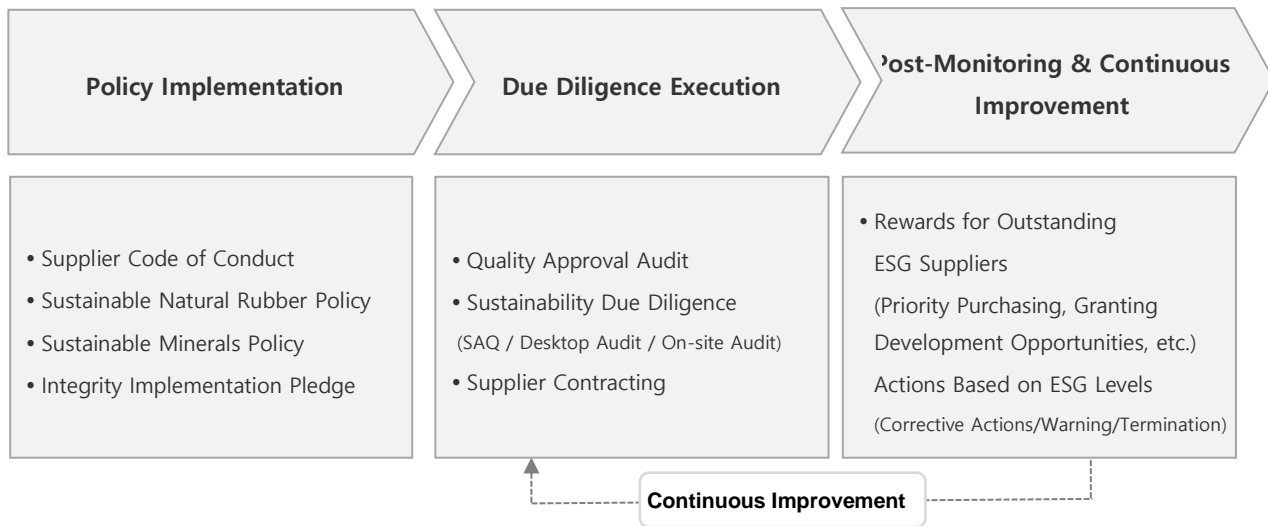 Policy Implementation
Due Diligence Execution
Post-Monitoring & Continuous
Improvement
• Supplier Code of Conduct
• Sustainable Natural Rubber Policy
• Sustainable Minerals Policy
• Integrity Implementation Pledge
• Quality Approval Audit
• Sustainability Due Diligence
(SAQ / Desktop Audit / On-site Audit)
• Supplier Contracting
• Rewards for Outstanding
ESG Suppliers
(Priority Purchasing, Granting
Development Opportunities, etc.)
Actions Based on ESG Levels
(Corrective Actions/Warning/Termination)
Continuous Improvement